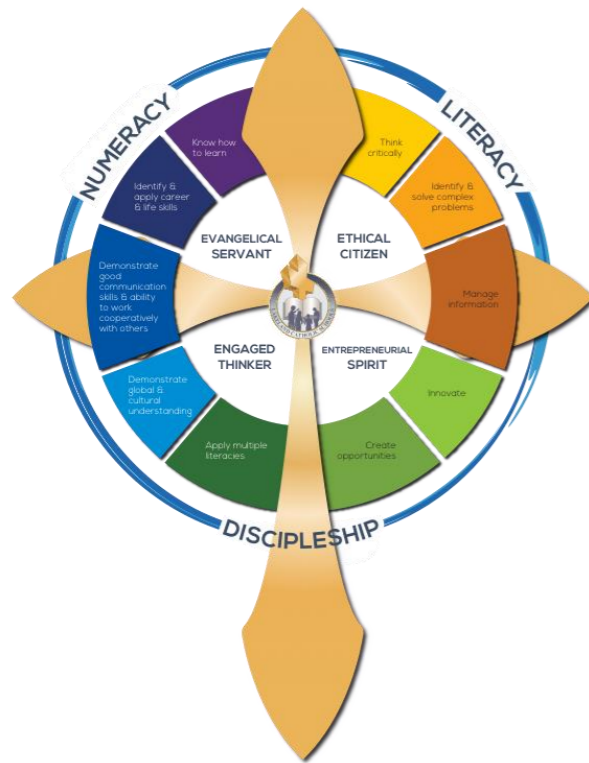 NUMERACY
LITERACY
DISCIPLESHIP
Know how
to learn
Think
critically
Identify &
apply career
& life skills
Identify &
solve complex
problems
Demonstrate
good
communication
skills & ability
to work
cooperatively
with others
Manage
information
Demonstrate
global &
cultural
understanding
Innovate
Apply multiple
literacies
Create
opportunities
EVANGELICAL
SERVANT
ETHICAL
CITIZEN
ENGAGED
THINKER
ENTREPRENEURIAL
SPIRIT